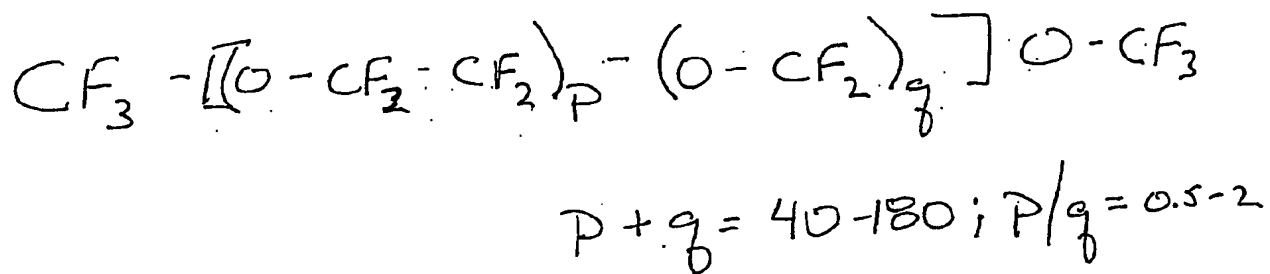 CF₃ -[(O-CF₂-CF₂)ₚ-(O-CF₂)q] O-CF₃
P+q = 40-180; P/q = 0.5-2